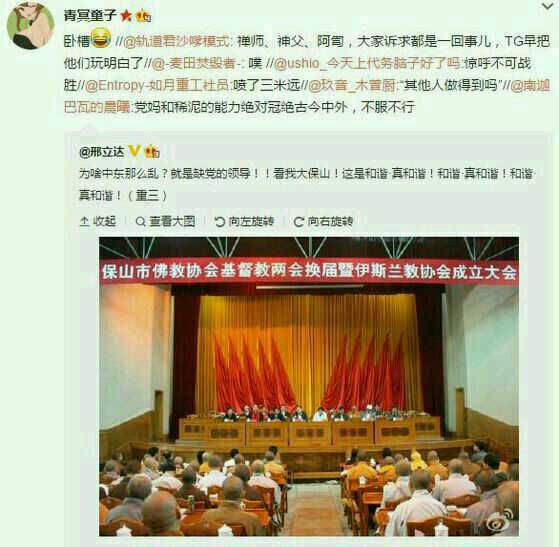 青冥童子
卧槽 //@轨道君沙嗲模式: 禅师、神父、阿訇，大家诉求都是一回事儿，TG早把
他们玩明白了//@-麦田焚毁者-: 噗 //@ushio_今天上代务脑子好了吗:惊呼不可战
胜//@Entropy-如月重工社员:喷了三米远//@玖音_木曾厨:“其他人做得到吗”//@南迦
巴瓦的晨曦:党妈和稀泥的能力绝对冠绝古今中外，不服不行
@邢立达
为啥中东那么乱？就是缺党的领导！！看我大保山！这是和谐·真和谐！和谐·真和谐！和谐·
真和谐！（重三）
收起 查看大图 向左旋转 向右旋转
保山市佛教协会基督教两会换届暨伊斯兰教协会成立大会